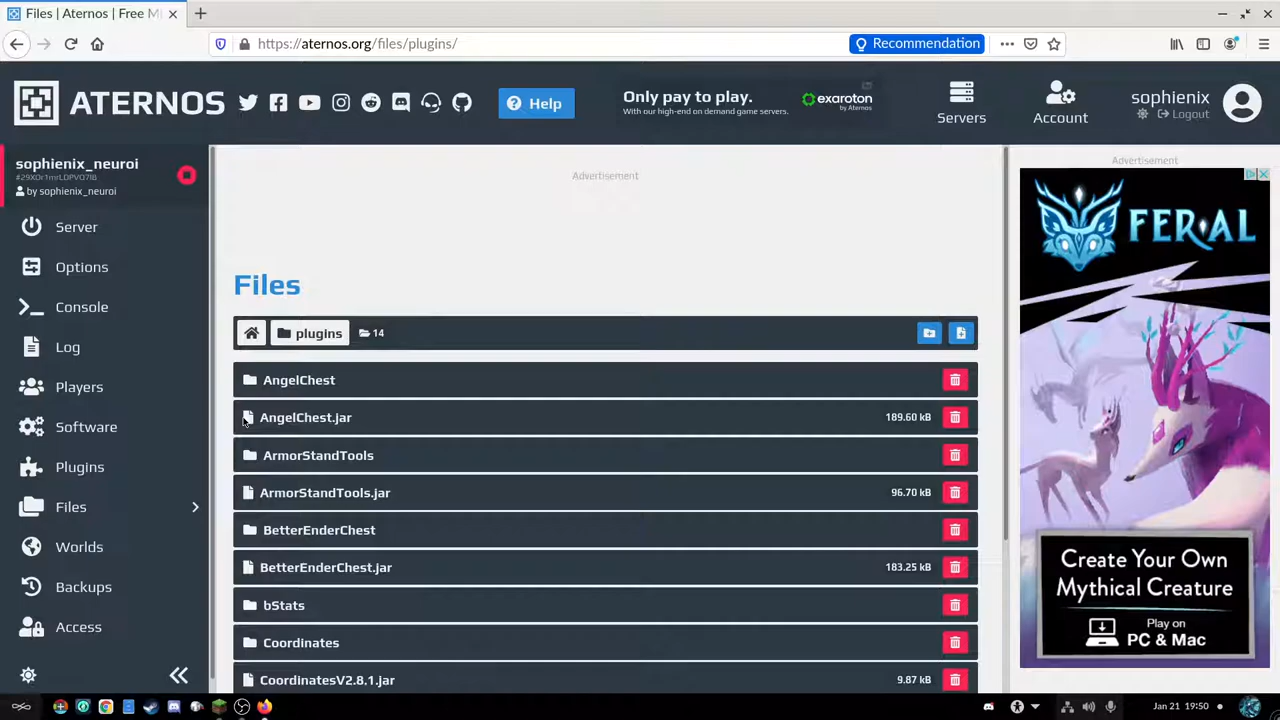 Files | Aternos | Free Mi
https://aternos.org/files/plugins/
Recommendation
ATERNOS
Help
Only pay to play.
With our high-end on demand game servers.
exaroton
by Aternos
Servers
Account
sophienix
Logout
sophienix_neuroi
by sophienix_neuroi
Server
Options
Console
Log
Players
Software
Plugins
Files
Worlds
Backups
Access
Advertisement
Files
plugins
14
AngelChest
AngelChest.jar
189.60 kB
ArmorStandTools
ArmorStandTools.jar
96.70 kB
BetterEnderChest
BetterEnderChest.jar
183.25 kB
bStats
Coordinates
CoordinatesV2.8.1.jar
9.87 kB
Advertisement
FERAL
Create Your Own
Mythical Creature
Play on
PC & Mac
Jan 21 19:50